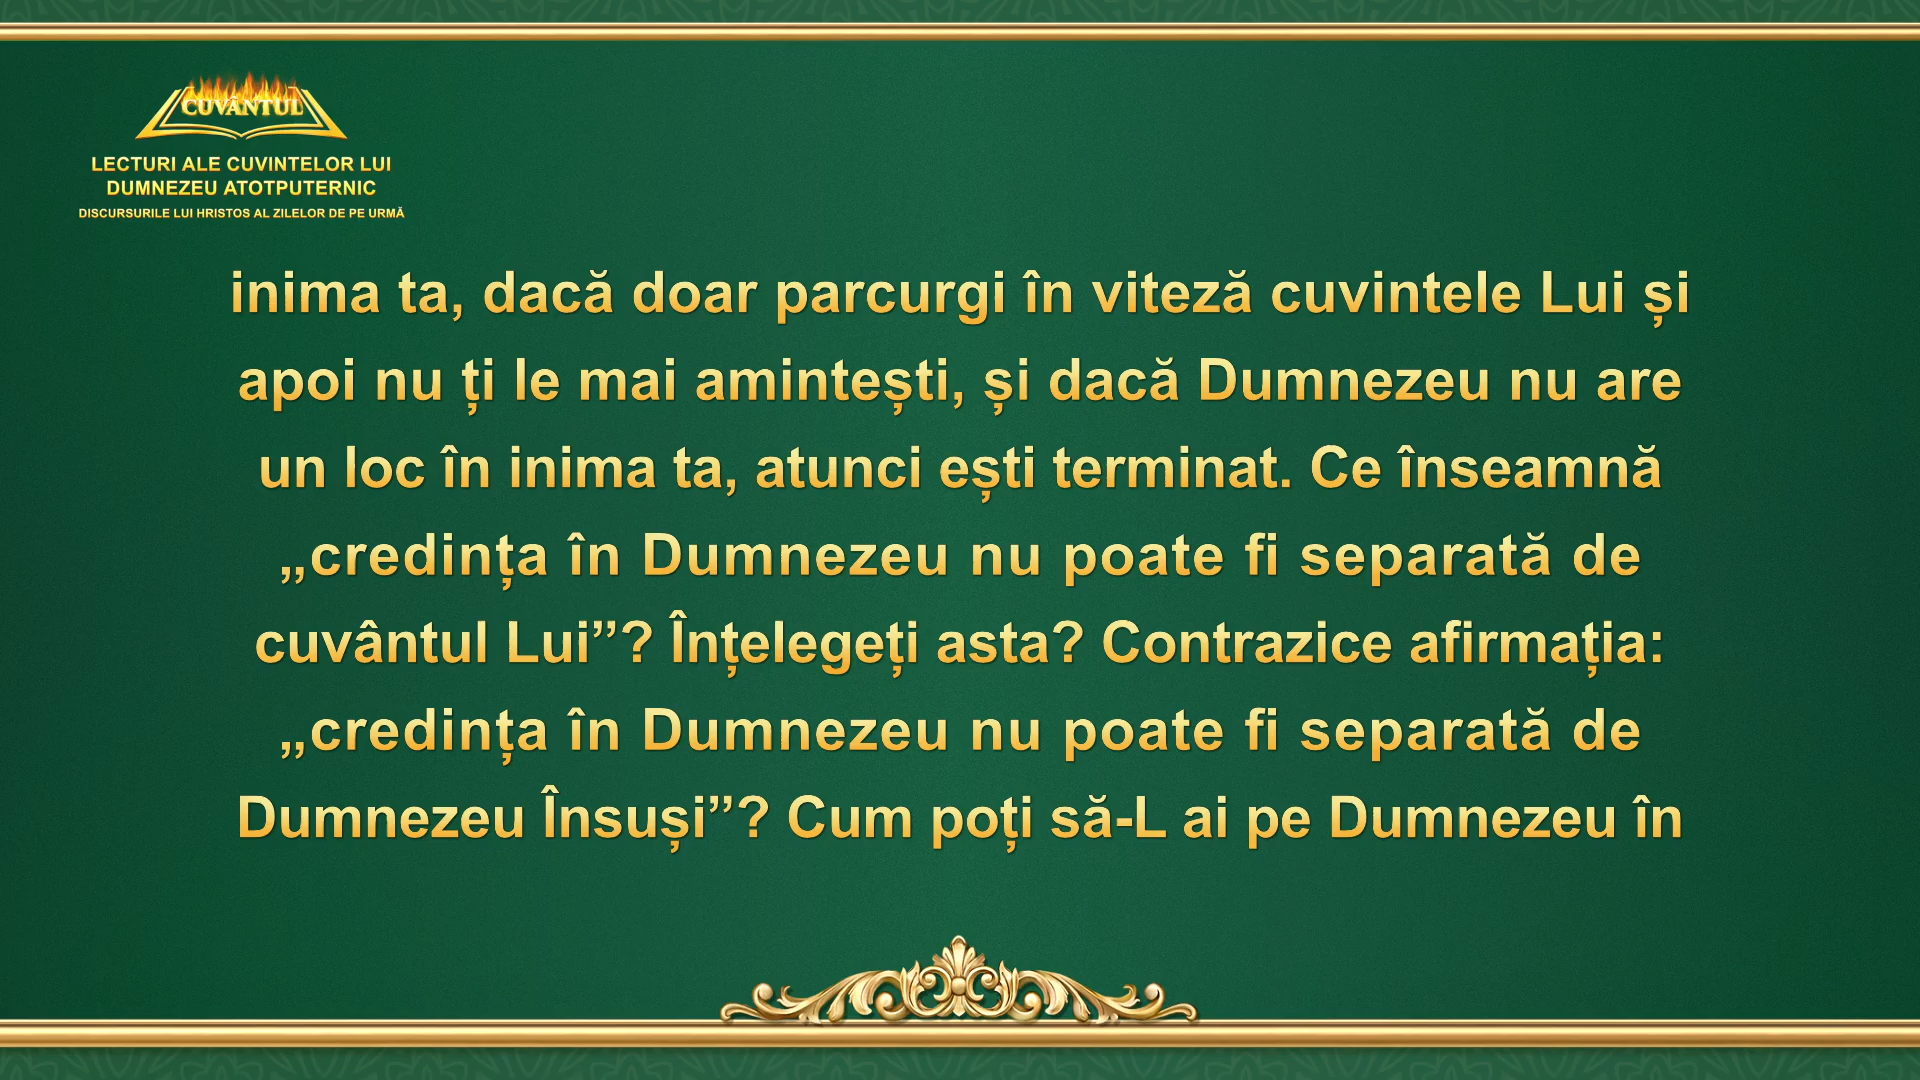 CUVÂNTUL
LECTURI ALE CUVINTELOR LUI
DUMNEZEU ATOTPUTERNIC
DISCURSURILE LUI HRISTOS AL ZILELOR DE PE URMĂ
inima ta, dacă doar parcurgi în viteză cuvintele Lui și
apoi nu ți le mai amintești, și dacă Dumnezeu nu are
un loc în inima ta, atunci ești terminat. Ce înseamnă
„credința în Dumnezeu nu poate fi separată de
cuvântul Lui”? Înțelegeți asta? Contrazice afirmația:
„credința în Dumnezeu nu poate fi separată de
Dumnezeu Însuși”? Cum poți să-L ai pe Dumnezeu în